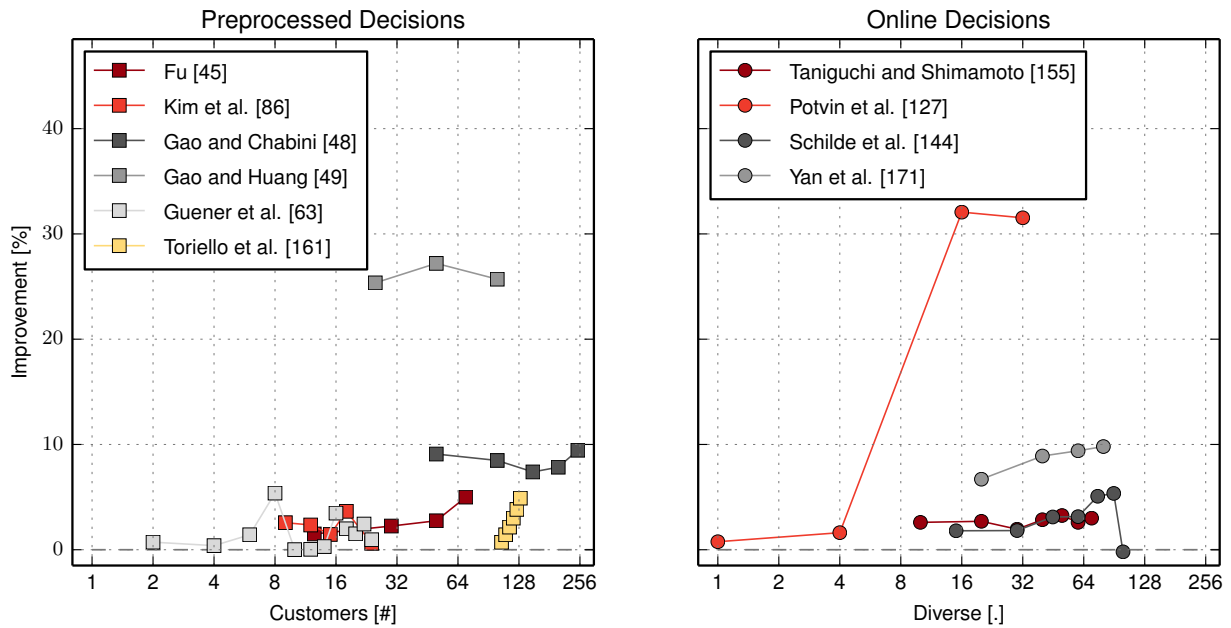 Preprocessed Decisions
Fu [45]
Kim et al. [86]
Gao and Chabini [48]
Gao and Huang [49]
Guener et al. [63]
Toriello et al. [161]
Improvement [%]
40
30
20
10
0
1 2 4 8 16 32 64 128 256
Customers [#]
Online Decisions
Taniguchi and Shimamoto [155]
Potvin et al. [127]
Schilde et al. [144]
Yan et al. [171]
1 2 4 8 16 32 64 128 256
Diverse [.]